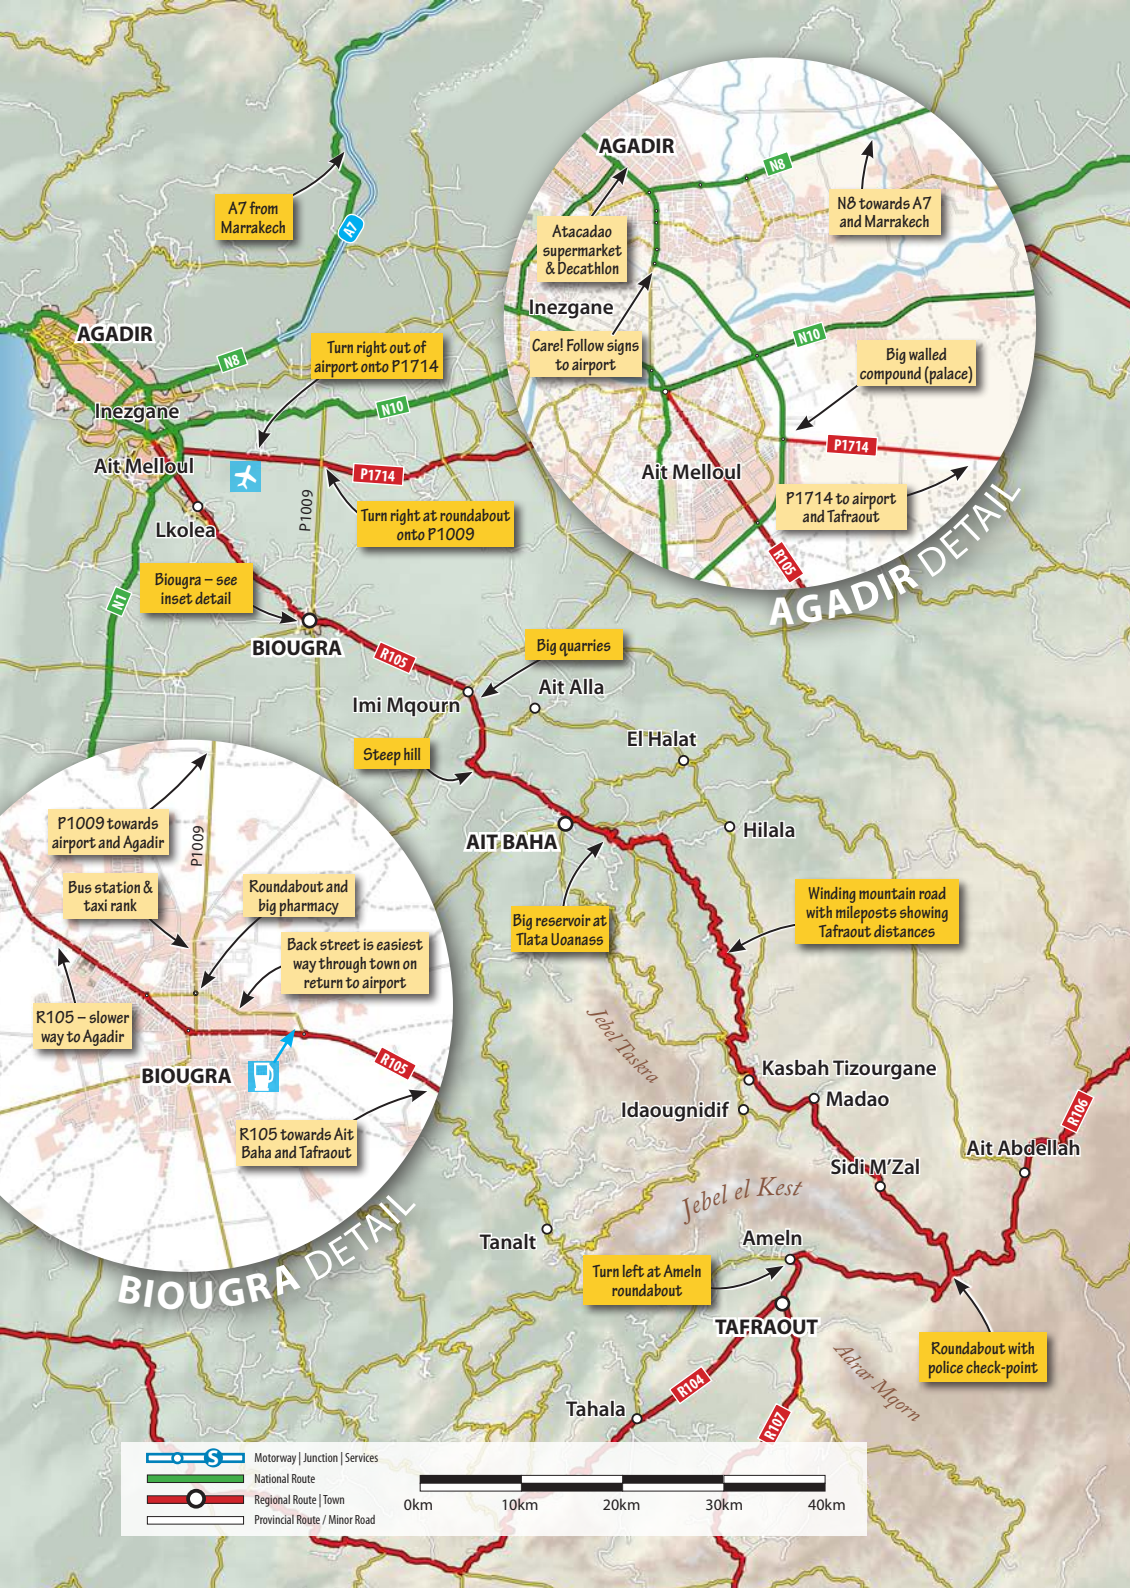 A7 from
Marrakech
A7
AGADIR
N8
Turn right out of
airport onto P1714
Inezgane
N10
Ait Melloul
P1714
P1009
Turn right at roundabout
onto P1009
Lkolea
Biougra – see
inset detail
N1
BIOUGRA
R105
Big quarries
Imi Mqourn
Ait Alla
El Halat
Steep hill
AIT BAHA
Hilala
Big reservoir at
Tlata Uoanass
Winding mountain road
with mileposts showing
Tafraout distances
Jebel Taskra
Kasbah Tizourgane
Madao
Idaougnidif
R106
Ait Abdellah
Sidi M'Zal
Jebel el Kest
Tanalt
Ameln
Turn left at Ameln
roundabout
TAFRAOUT
Roundabout with
police check-point
Adrar Mqorn
R104
Tahala
R107
AGADIR
N8
N8 towards A7
and Marrakech
Atacadao
supermarket
& Decathlon
Inezgane
Care! Follow signs
to airport
N10
Big walled
compound (palace)
P1714
Ait Melloul
P1714 to airport
and Tafraout
R105
AGADIR DETAIL
P1009 towards
airport and Agadir
P1009
Bus station &
taxi rank
Roundabout and
big pharmacy
Back street is easiest
way through town on
return to airport
R105 – slower
way to Agadir
BIOUGRA
R105
R105 towards Ait
Baha and Tafraout
BIOUGRA DETAIL
S
Motorway | Junction | Services
National Route
Regional Route | Town
Provincial Route / Minor Road
0km 10km 20km 30km 40km